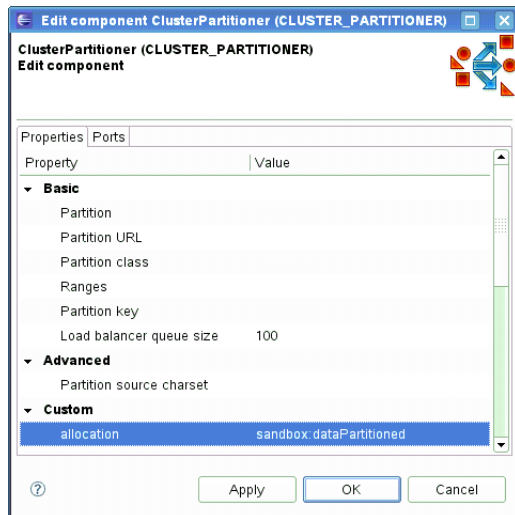 Edit component ClusterPartitioner (CLUSTER_PARTITIONER)
ClusterPartitioner (CLUSTER_PARTITIONER)
Edit component
Properties Ports
Property Value
Basic
Partition
Partition URL
Partition class
Ranges
Partition key
Load balancer queue size 100
Advanced
Partition source charset
Custom
allocation sandbox:dataPartitioned
? Apply OK Cancel